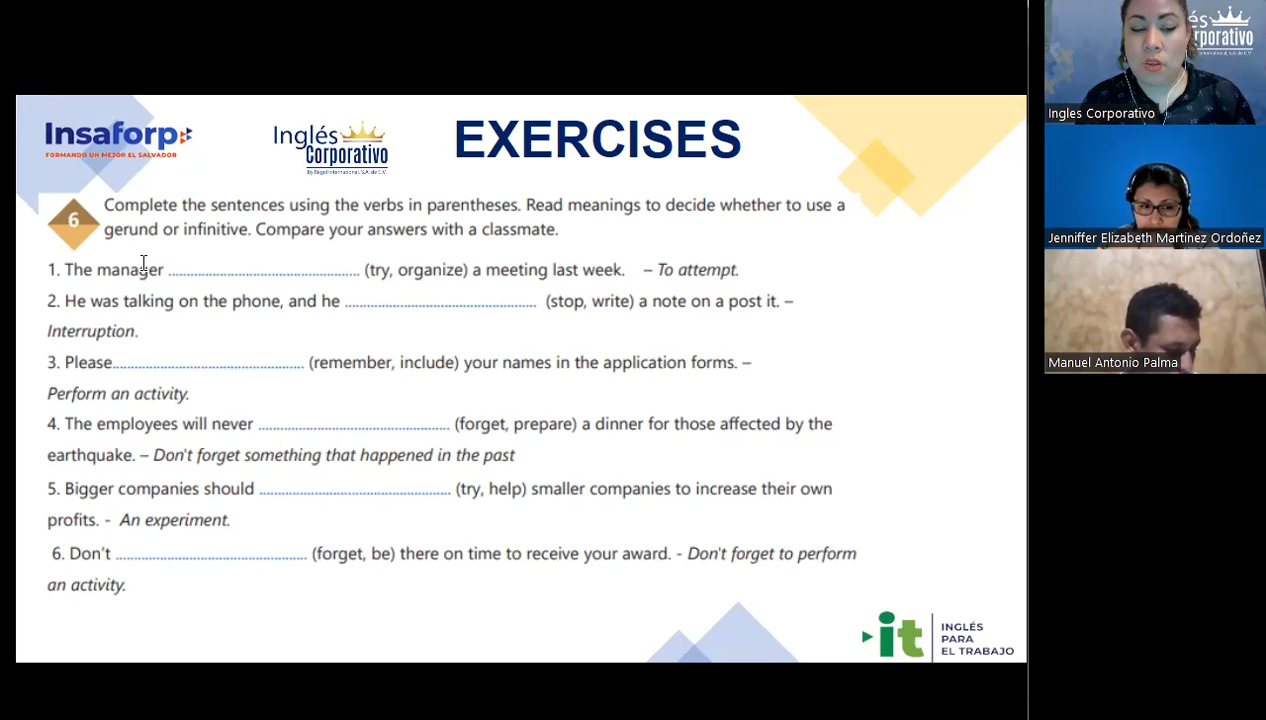 Insaforp
FORMANDO UN MEJOR EL SALVADOR
Inglés
Corporativo
By Bagal International, S.A. de C.V.
EXERCISES
6
Complete the sentences using the verbs in parentheses. Read meanings to decide whether to use a
gerund or infinitive. Compare your answers with a classmate.
1. The manager ........................................................ (try, organize) a meeting last week. – To attempt.
2. He was talking on the phone, and he ........................................................ (stop, write) a note on a post it. –
Interruption.
3. Please........................................................ (remember, include) your names in the application forms. –
Perform an activity.
4. The employees will never ........................................................ (forget, prepare) a dinner for those affected by the
earthquake. – Don't forget something that happened in the past
5. Bigger companies should ........................................................ (try, help) smaller companies to increase their own
profits. - An experiment.
6. Don't ........................................................ (forget, be) there on time to receive your award. - Don't forget to perform
an activity.
it
INGLÉS
PARA
EL TRABAJO
és
rporativo
Ingles Corporativo
Jenniffer Elizabeth Martinez Ordoñez
Manuel Antonio Palma